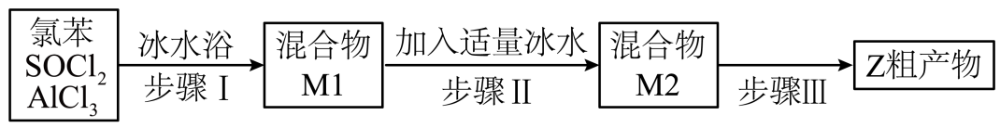 氯苯
SOCl₂
AlCl₃
冰水浴
步骤Ⅰ
混合物
M1
加入适量冰水
步骤Ⅱ
混合物
M2
步骤Ⅲ
Z粗产物